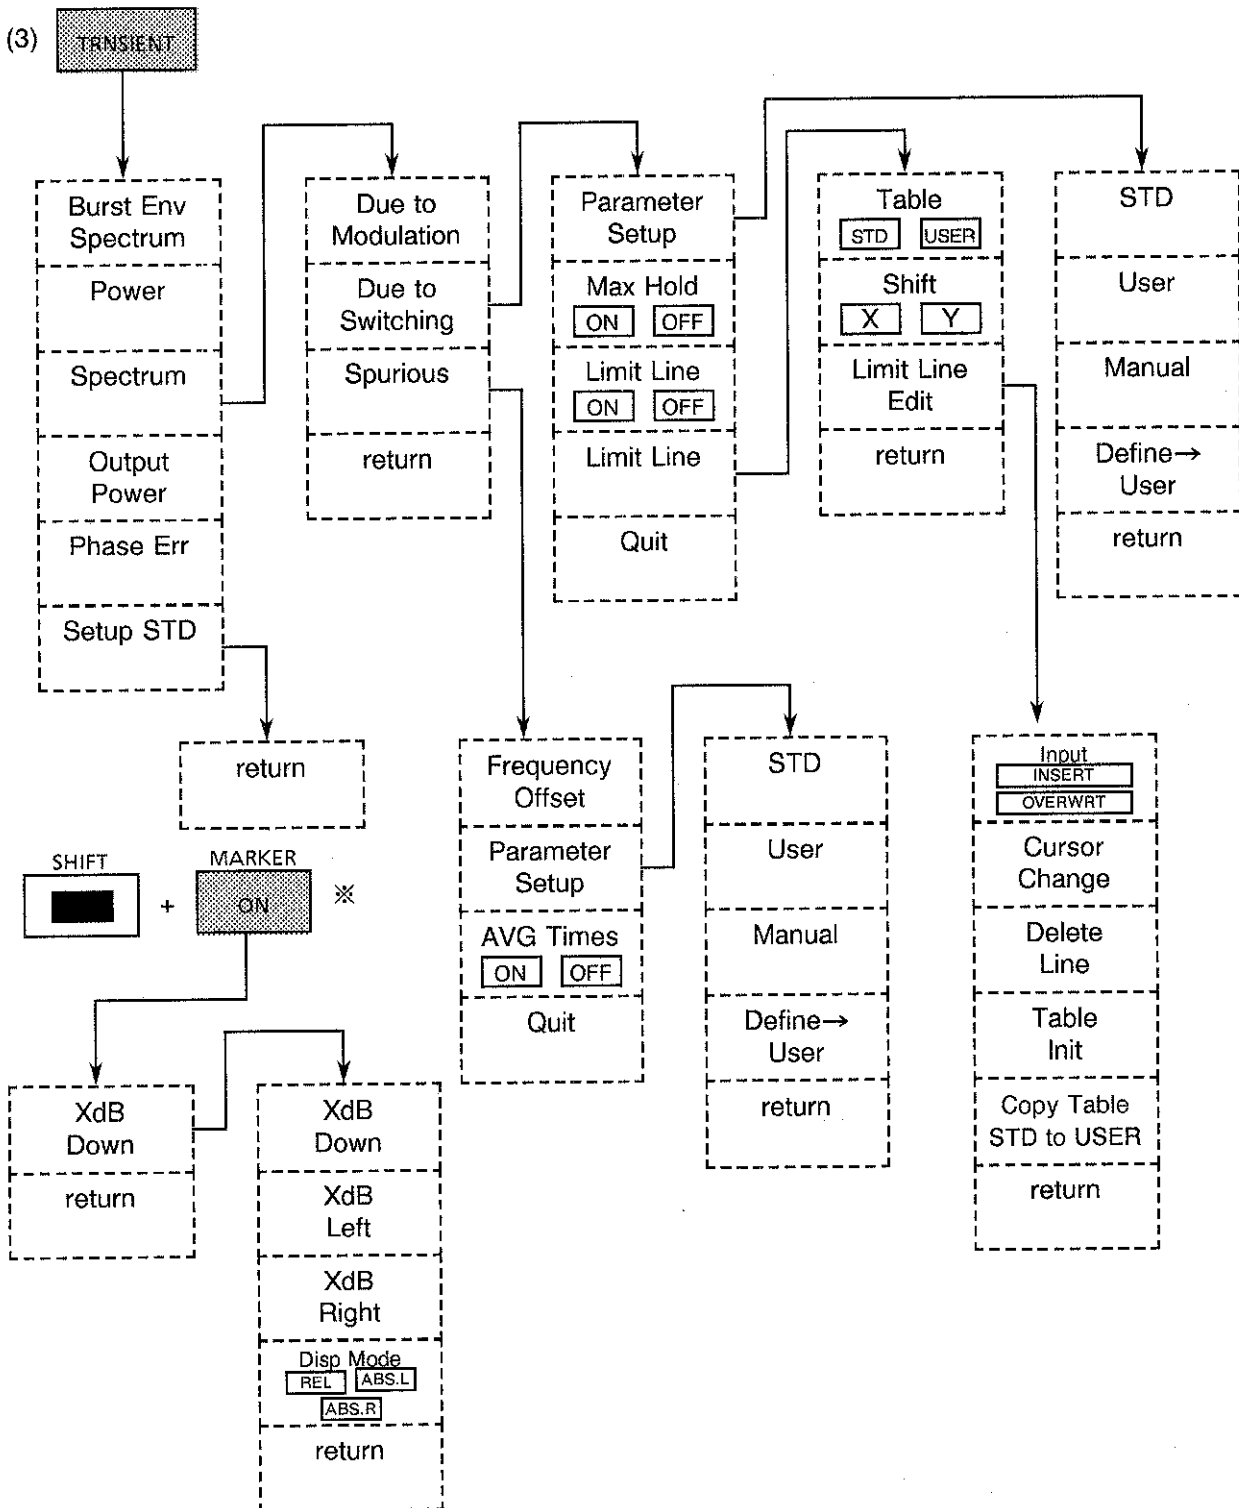 (3)
TRNSIENT
Burst Env
Spectrum
Power
Spectrum
Output
Power
Phase Err
Setup STD
return
Due to
Modulation
Due to
Switching
Spurious
return
Parameter
Setup
Max Hold
ON OFF
Limit Line
ON OFF
Limit Line
Quit
Table
STD USER
Shift
X Y
Limit Line
Edit
return
STD
User
Manual
Define→
User
return
Frequency
Offset
Parameter
Setup
AVG Times
ON OFF
Quit
STD
User
Manual
Define→
User
return
Input
INSERT
OVERWRT
Cursor
Change
Delete
Line
Table
Init
Copy Table
STD to USER
return
SHIFT
+
MARKER
ON
※
XdB
Down
return
XdB
Down
XdB
Left
XdB
Right
Disp Mode
REL ABS.L
ABS.R
return